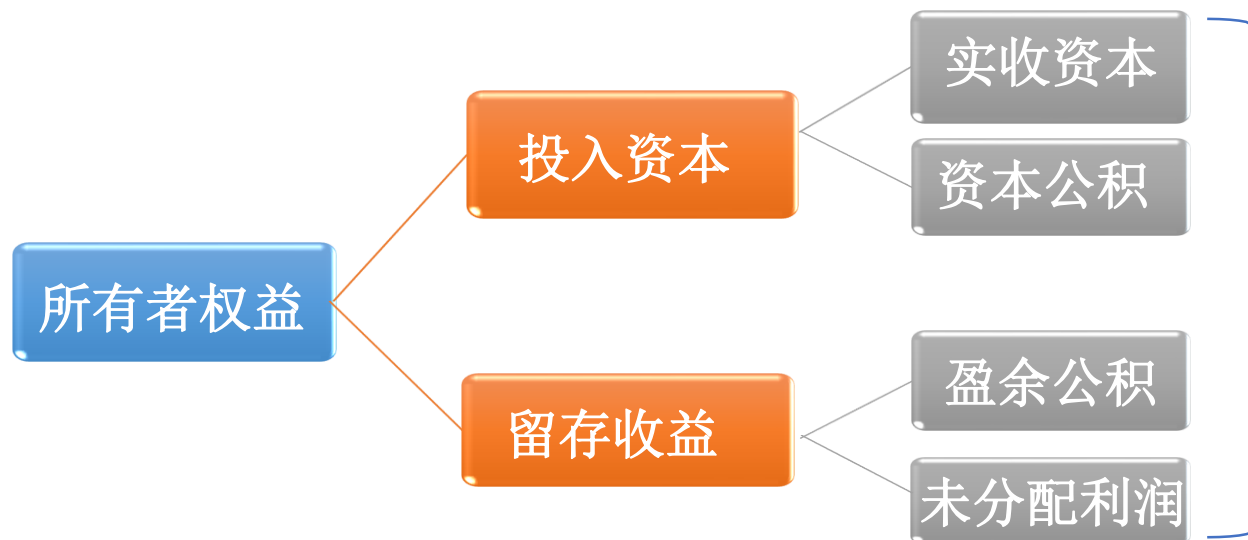 所有者权益
投入资本
实收资本
资本公积
留存收益
盈余公积
未分配利润